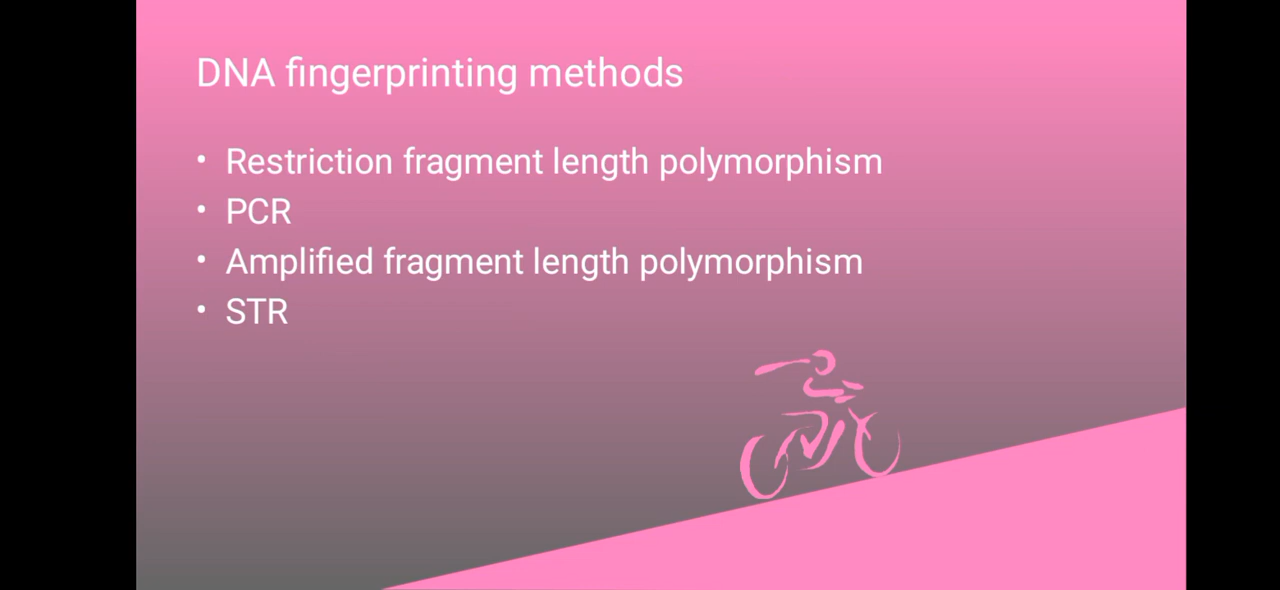 DNA fingerprinting methods
• Restriction fragment length polymorphism
• PCR
• Amplified fragment length polymorphism
• STR